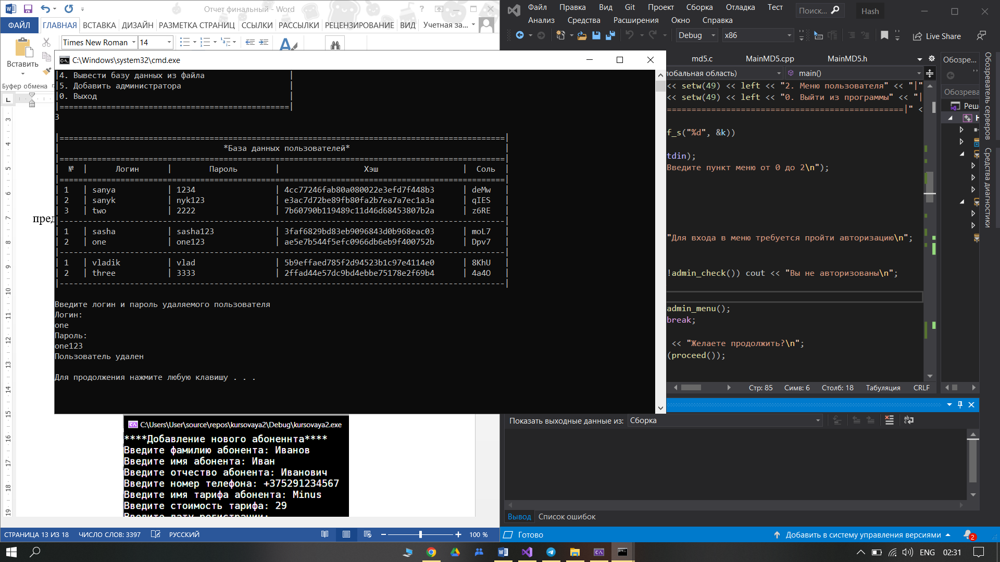 Отчет финальный - Word
ФАЙЛ ГЛАВНАЯ ВСТАВКА ДИЗАЙН РАЗМЕТКА СТРАНИЦ ССЫЛКИ РАССЫЛКИ РЕЦЕНЗИРОВАНИЕ ВИД Учетная за...
Times New Roman 14
Вставить
Буфер обмена
C:\Windows\system32\cmd.exe
|4. Вывести базу данных из файла |
|5. Добавить администратора |
|0. Выход |
|=================================================|
3
*База данных пользователей*
| № | Логин | Пароль | Хэш | Соль |
| 1 | sanya | 1234 | 4cc77246fab80a080022e3efd7f448b3 | deMw |
| 2 | sanyk | nyk123 | e3ac7d72be89fb80fa2b7ea7a7ec1a3a | qIES |
| 3 | two | 2222 | 7b60790b119489c11d46d68453807b2a | z6RE |
| 1 | sasha | sasha123 | 3faf6829bd83eb9096843d0b968eac03 | moL7 |
| 2 | one | one123 | ae5e7b544f5efc0966db6eb9f400752b | Dpv7 |
| 1 | vladik | vlad | 5b9effaed785f2d94523b1c97e4114e0 | 8KhU |
| 2 | three | 3333 | 2ffad44e57dc9bd4ebbe75178e2f69b4 | 4a4O |
Введите логин и пароль удаляемого пользователя
Логин:
one
Пароль:
one123
Пользователь удален
Для продолжения нажмите любую клавишу . . .
пред
C:\Users\User\source\repos\kursovaya2\Debug\kursovaya2.exe
****Добавление нового абоненнта****
Введите фамилию абонента: Иванов
Введите имя абонента: Иван
Введите отчество абонента: Иванович
Введите номер телефона: +375291234567
Введите имя тарифа абонента: Minus
Введите стоимость тарифа: 29
Введите дату регистрации:
СТРАНИЦА 13 ИЗ 18 ЧИСЛО СЛОВ: 3397 РУССКИЙ 100 %
Файл Правка Вид Git Проект Сборка Отладка Тест Поиск... Hash
Анализ Средства Расширения Окно Справка
Debug x86 Live Share
md5.c MainMD5.cpp MainMD5.h
лобальная область) main()
<< setw(49) << left << "2. Меню пользователя" << "|"
<< setw(49) << left << "0. Выйти из программы" << "|
=================================================|" <
f_s("%d", &k))
tdin);
Введите пункт меню от 0 до 2\n");
"Для входа в меню требуется пройти авторизацию\n";
!admin_check()) cout << "Вы не авторизованы\n";
admin_menu();
break;
<< "Желаете продолжить?\n";
(proceed());
Стр: 85 Симв: 6 Столб: 18 Табуляция CRLF
Обозре...
Обозрева
Реше
Обозреватель серверов
Средства диагностики
Показать выходные данные из: Сборка
Вывод Список ошибок
Готово Добавить в систему управления версиями 2
ENG 02:31